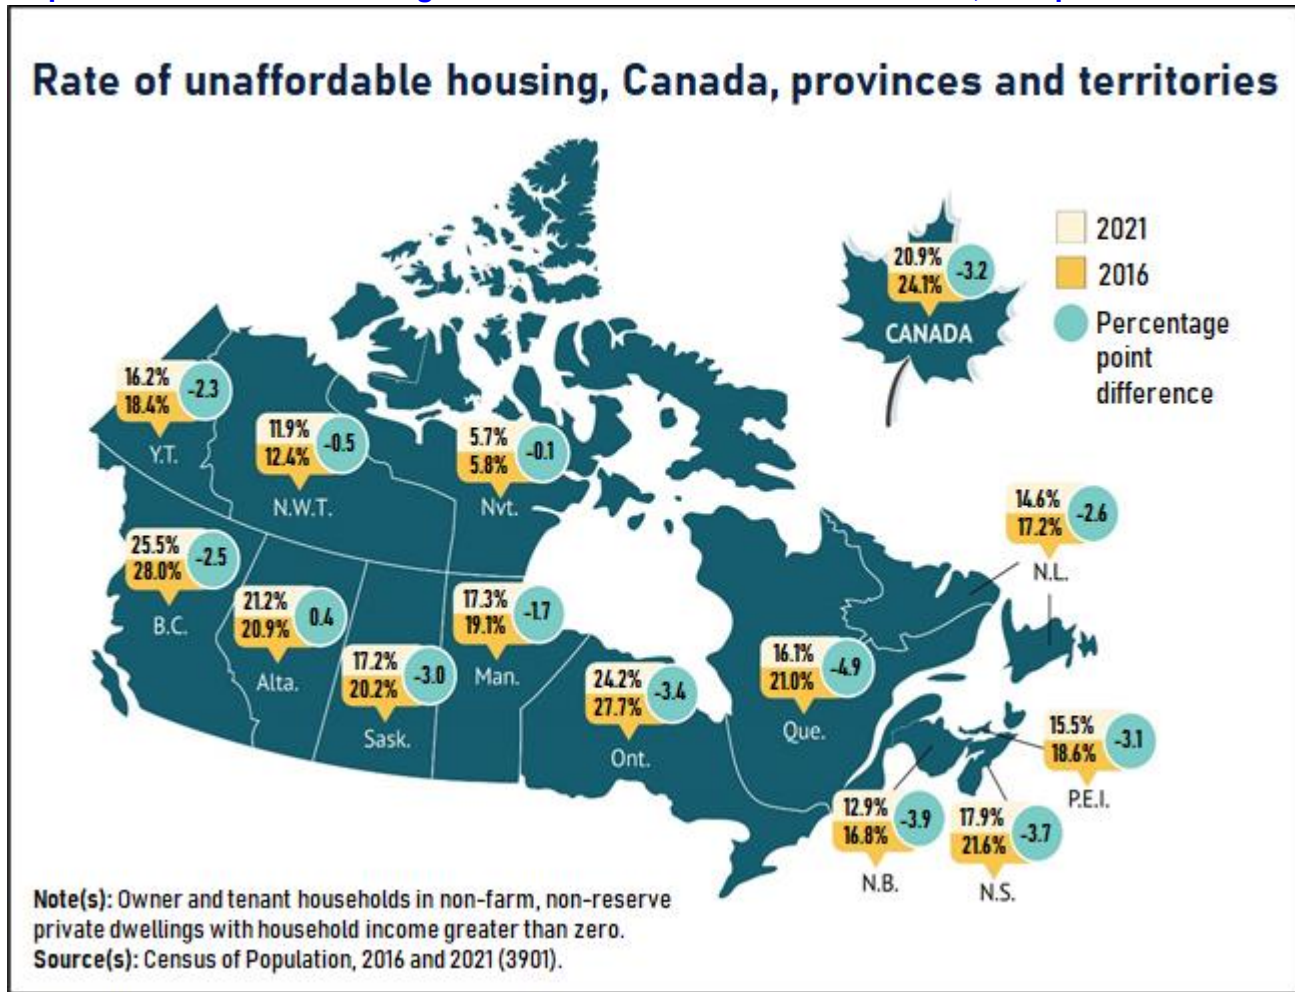 Rate of unaffordable housing, Canada, provinces and territories
20.9%
24.1%
-3.2
CANADA
2021
2016
Percentage
point
difference
16.2%
18.4%
-2.3
Y.T.
11.9%
12.4%
-0.5
N.W.T.
5.7%
5.8%
-0.1
Nvt.
14.6%
17.2%
-2.6
N.L.
25.5%
28.0%
-2.5
B.C.
21.2%
20.9%
0.4
Alta.
17.2%
20.2%
-3.0
Sask.
17.3%
19.1%
-1.7
Man.
24.2%
27.7%
-3.4
Ont.
16.1%
21.0%
-4.9
Que.
15.5%
18.6%
-3.1
P.E.I.
12.9%
16.8%
-3.9
N.B.
17.9%
21.6%
-3.7
N.S.
Note(s): Owner and tenant households in non-farm, non-reserve
private dwellings with household income greater than zero.
Source(s): Census of Population, 2016 and 2021 (3901).